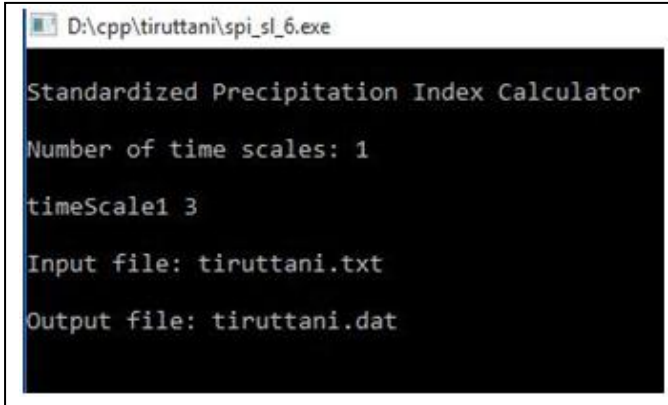 D:\cpp\tiruttani\spi_sl_6.exe
Standardized Precipitation Index Calculator
Number of time scales: 1
timeScale1 3
Input file: tiruttani.txt
Output file: tiruttani.dat